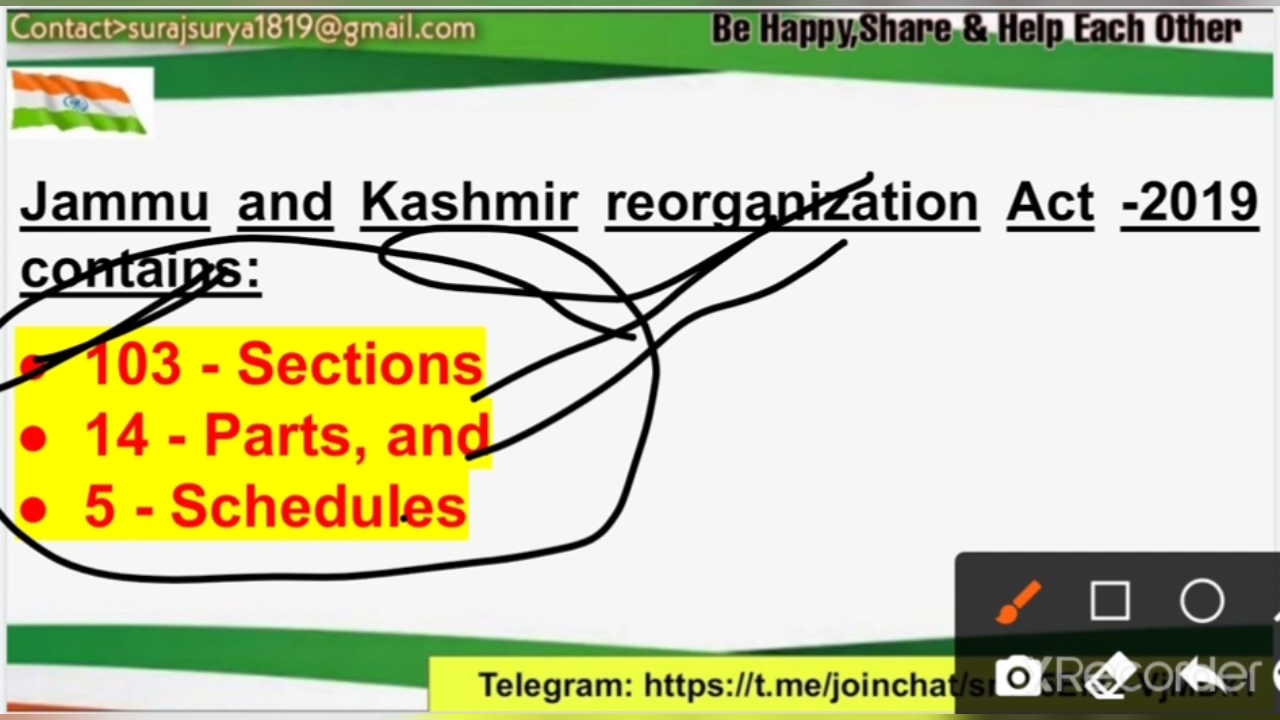 Contact>surajsurya1819@gmail.com
Be Happy,Share & Help Each Other
Jammu and Kashmir reorganization Act -2019
contains:
● 103 - Sections
● 14 - Parts, and
● 5 - Schedules
Telegram: https://t.me/joinchat/
XRecorder